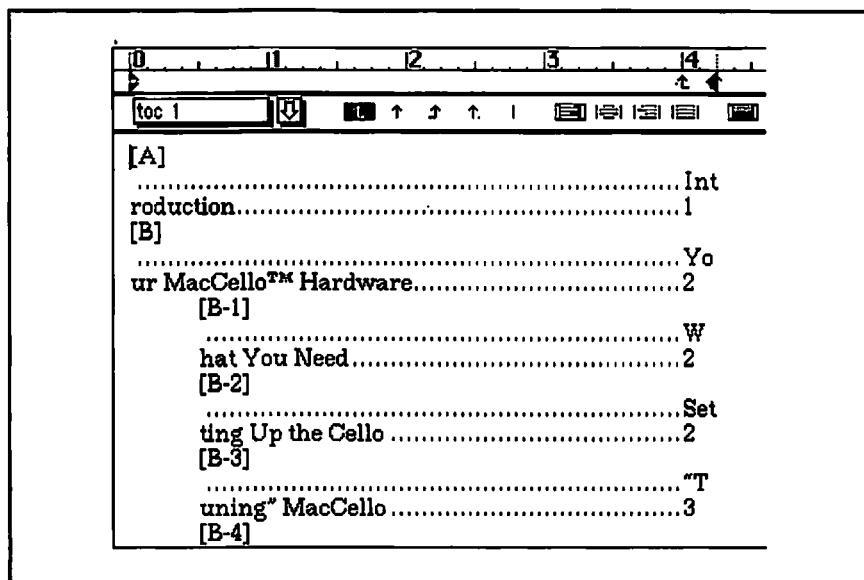 0 1 2 3 4
toc 1
[A]
........................................Int
roduction........................................1
[B]
........................................Yo
ur MacCello™ Hardware........................................2
[B-1]
........................................W
hat You Need........................................2
[B-2]
........................................Set
ting Up the Cello ........................................2
[B-3]
........................................“T
uning” MacCello ........................................3
[B-4]